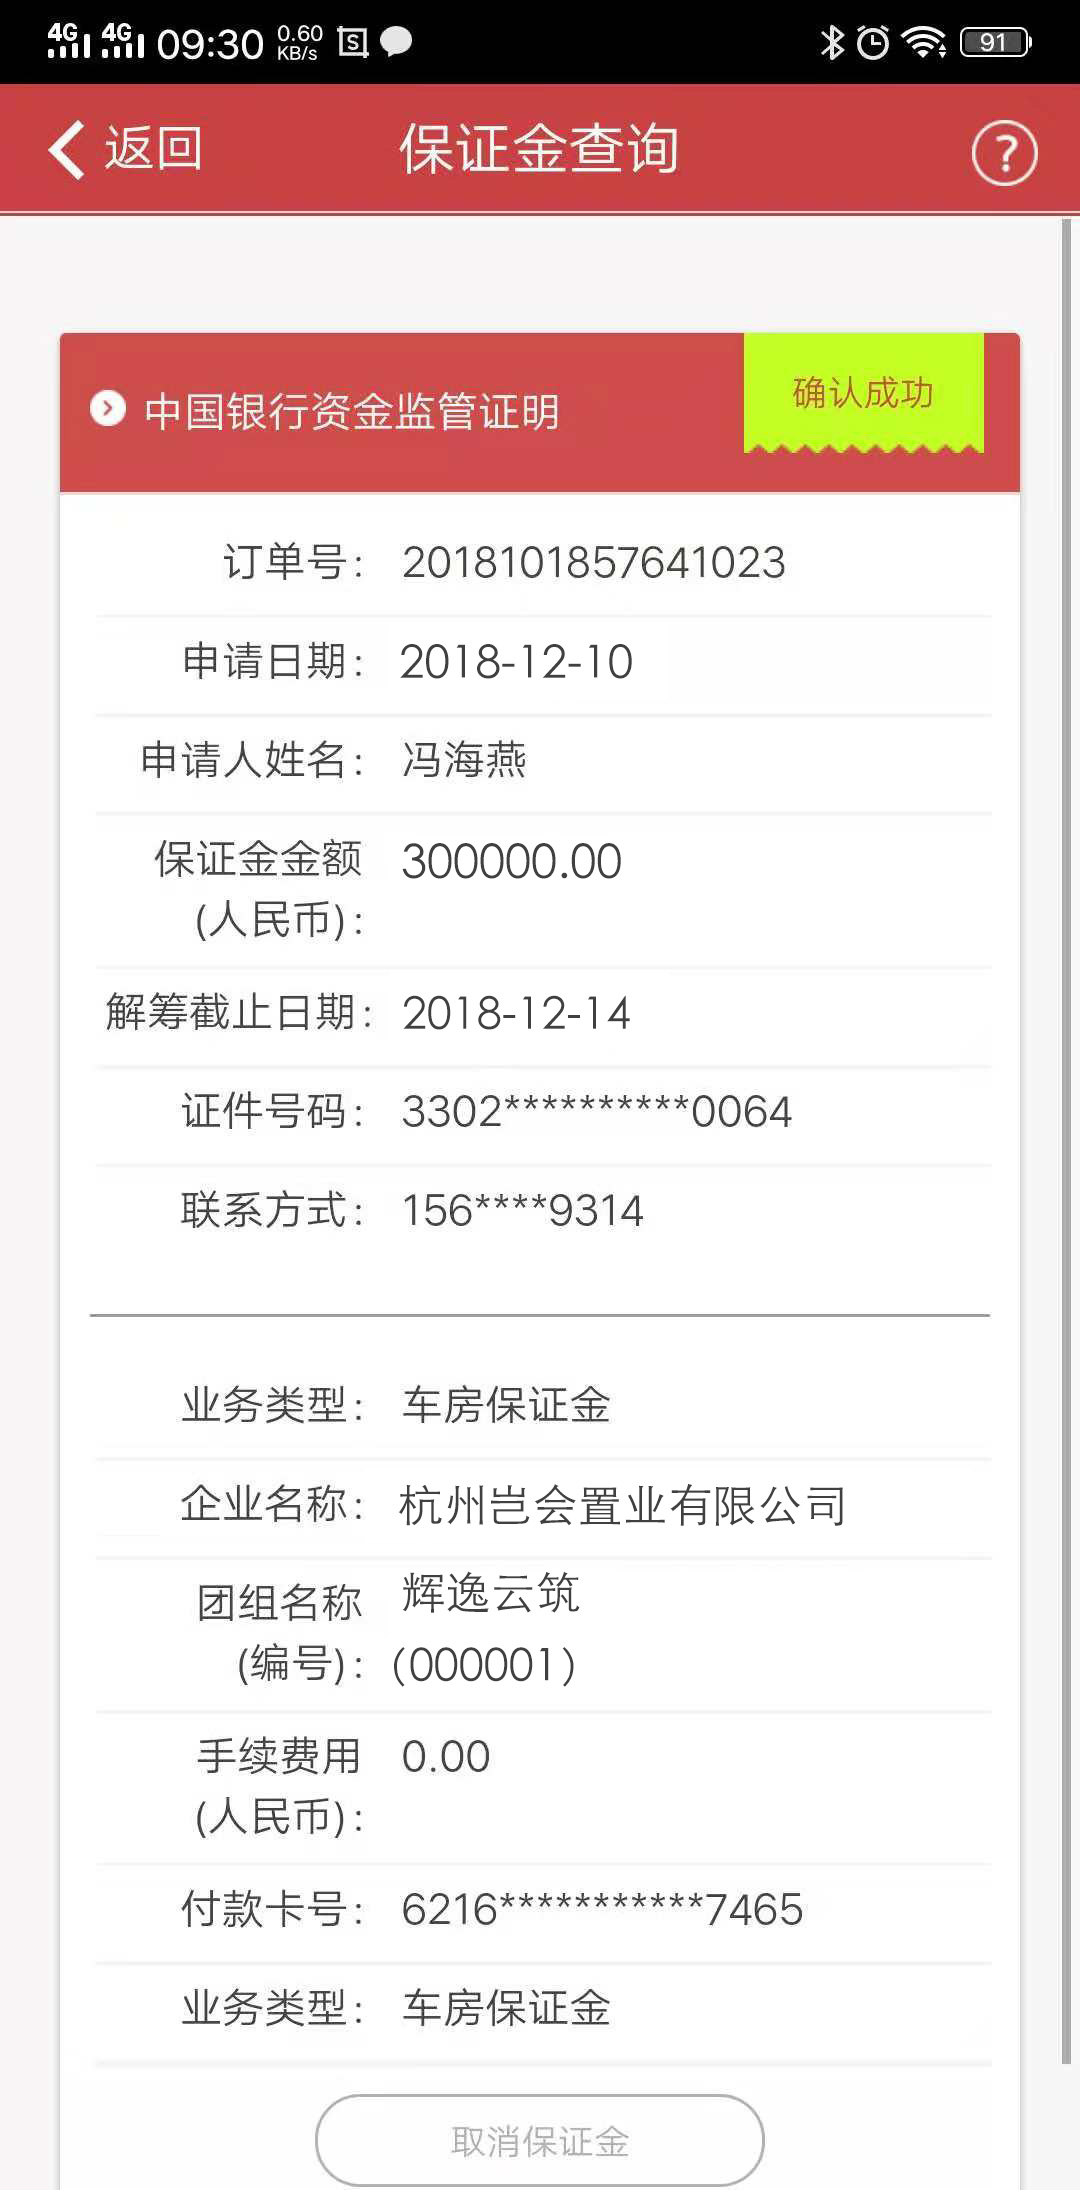 4G 4G 09:30 0.60 KB/s 91
返回 保证金查询 ?
中国银行资金监管证明 确认成功
订单号： 2018101857641023
申请日期： 2018-12-10
申请人姓名： 冯海燕
保证金金额 300000.00
(人民币)：
解筹截止日期： 2018-12-14
证件号码： 3302**********0064
联系方式： 156****9314
业务类型： 车房保证金
企业名称： 杭州岂会置业有限公司
团组名称 辉逸云筑
(编号)： （000001）
手续费用 0.00
(人民币)：
付款卡号： 6216***********7465
业务类型： 车房保证金
取消保证金